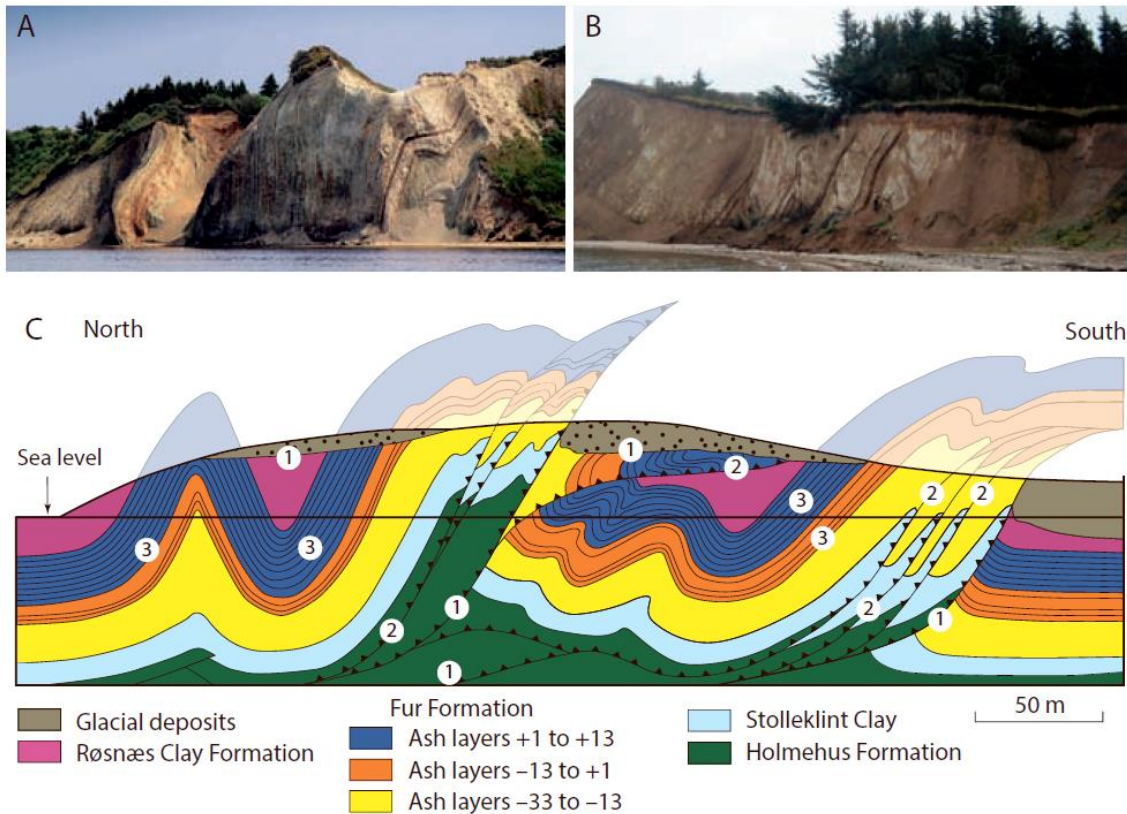 A
B
C
North
South
Sea level
1
1
2
3
3
3
3
2
2
2
1
1
2
1
50 m
Glacial deposits
Røsnæs Clay Formation
Fur Formation
Ash layers +1 to +13
Ash layers –13 to +1
Ash layers –33 to –13
Stolleklint Clay
Holmehus Formation